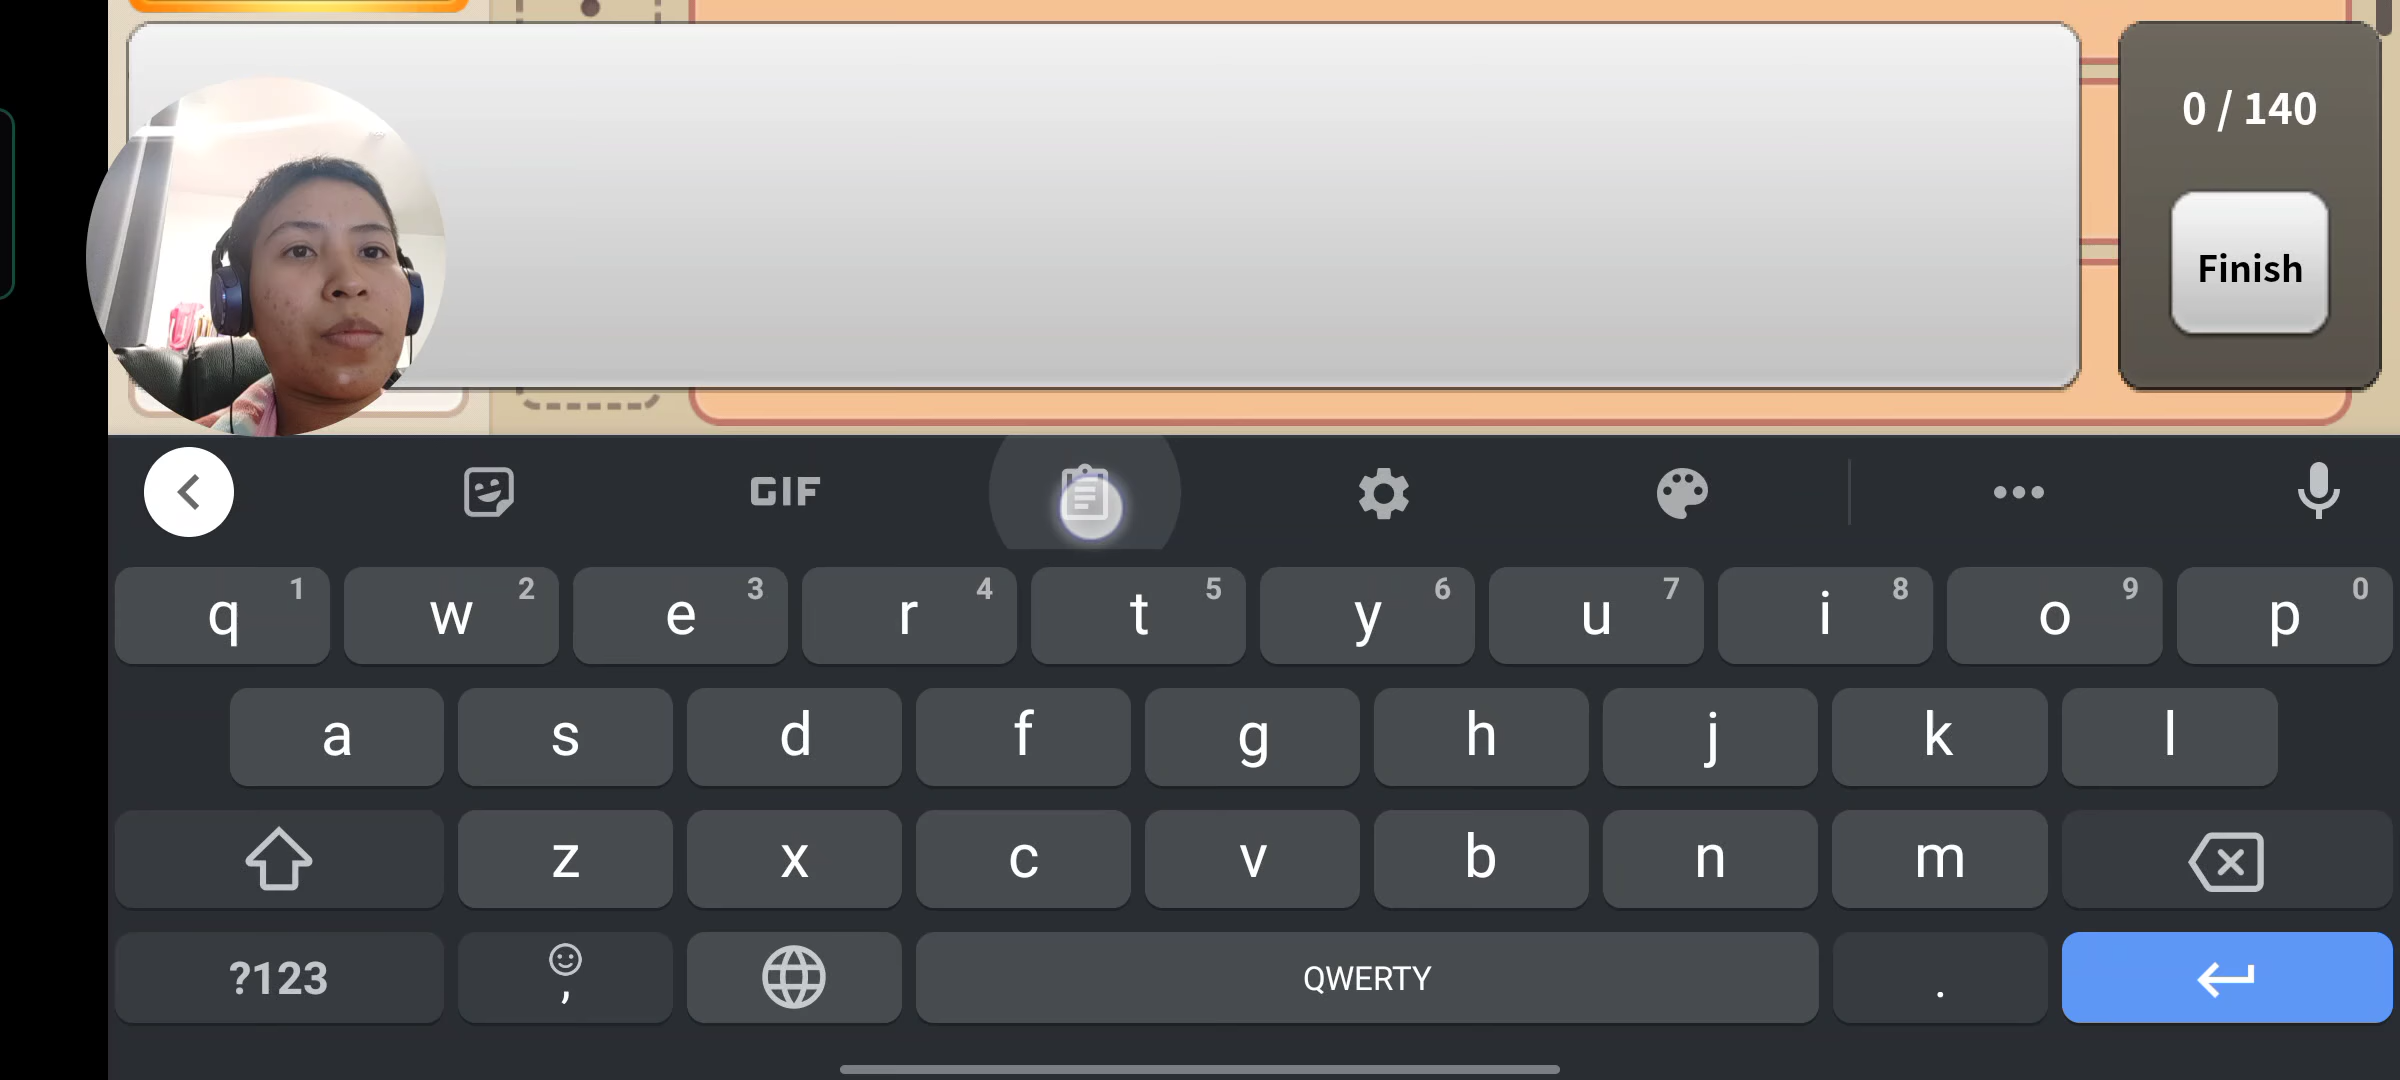 0 / 140
Finish
GIF
q 1 w 2 e 3 r 4 t 5 y 6 u 7 i 8 o 9 p 0
a s d f g h j k l
z x c v b n m
?123 , QWERTY .